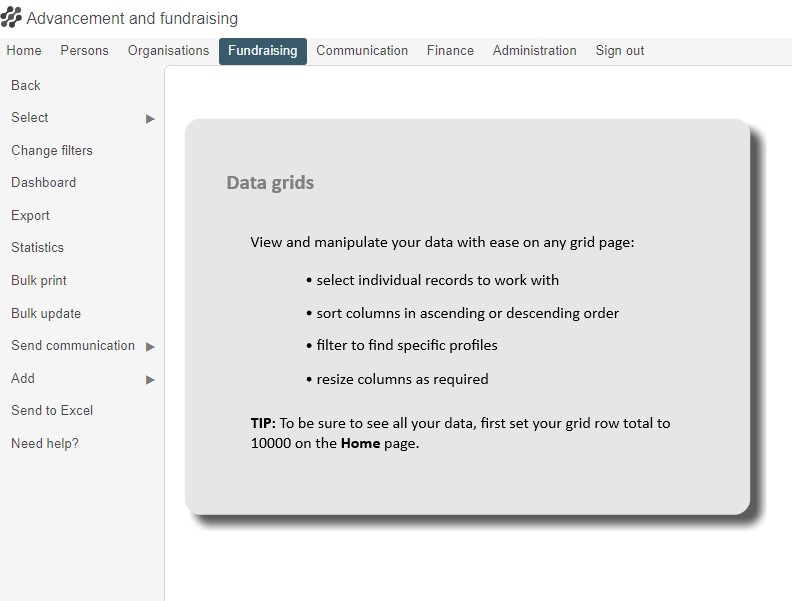 Advancement and fundraising
Home Persons Organisations Fundraising Communication Finance Administration Sign out
Back
Select
Change filters
Dashboard
Export
Statistics
Bulk print
Bulk update
Send communication
Add
Send to Excel
Need help?
Data grids
View and manipulate your data with ease on any grid page:
• select individual records to work with
• sort columns in ascending or descending order
• filter to find specific profiles
• resize columns as required
TIP: To be sure to see all your data, first set your grid row total to
10000 on the Home page.